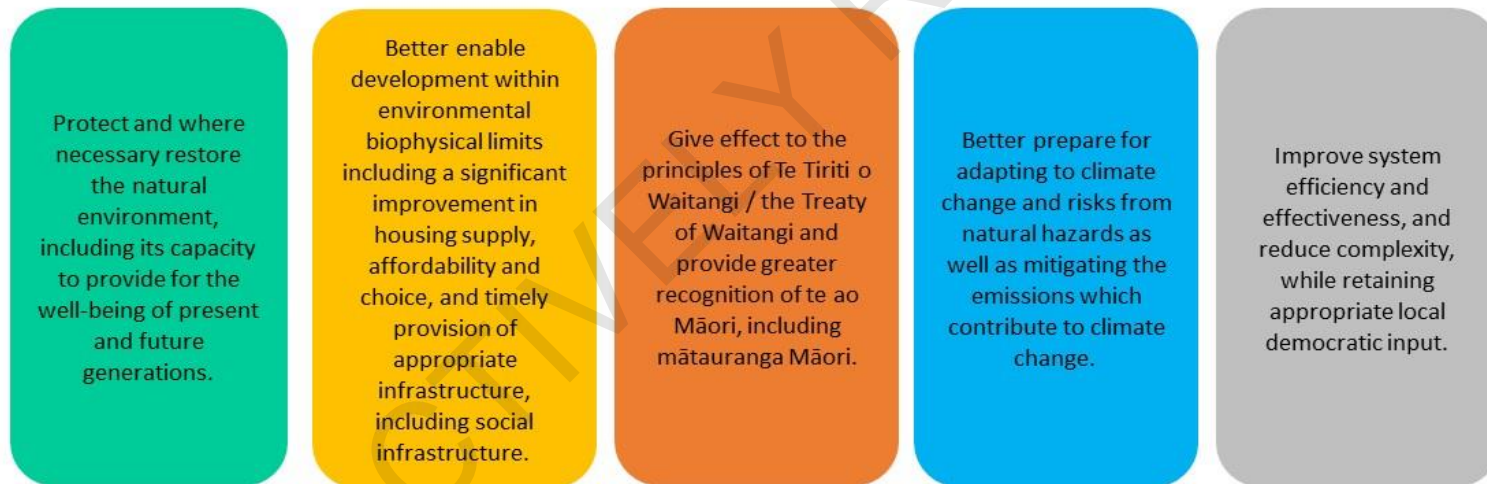 Protect and where
necessary restore
the natural
environment,
including its capacity
to provide for the
well-being of present
and future
generations.
Better enable
development within
environmental
biophysical limits
including a significant
improvement in
housing supply,
affordability and
choice, and timely
provision of
appropriate
infrastructure,
including social
infrastructure.
Give effect to the
principles of Te Tiriti o
Waitangi / the Treaty
of Waitangi and
provide greater
recognition of te ao
Māori, including
mātauranga Māori.
Better prepare for
adapting to climate
change and risks from
natural hazards as
well as mitigating the
emissions which
contribute to climate
change.
Improve system
efficiency and
effectiveness, and
reduce complexity,
while retaining
appropriate local
democratic input.
CTIVELY R